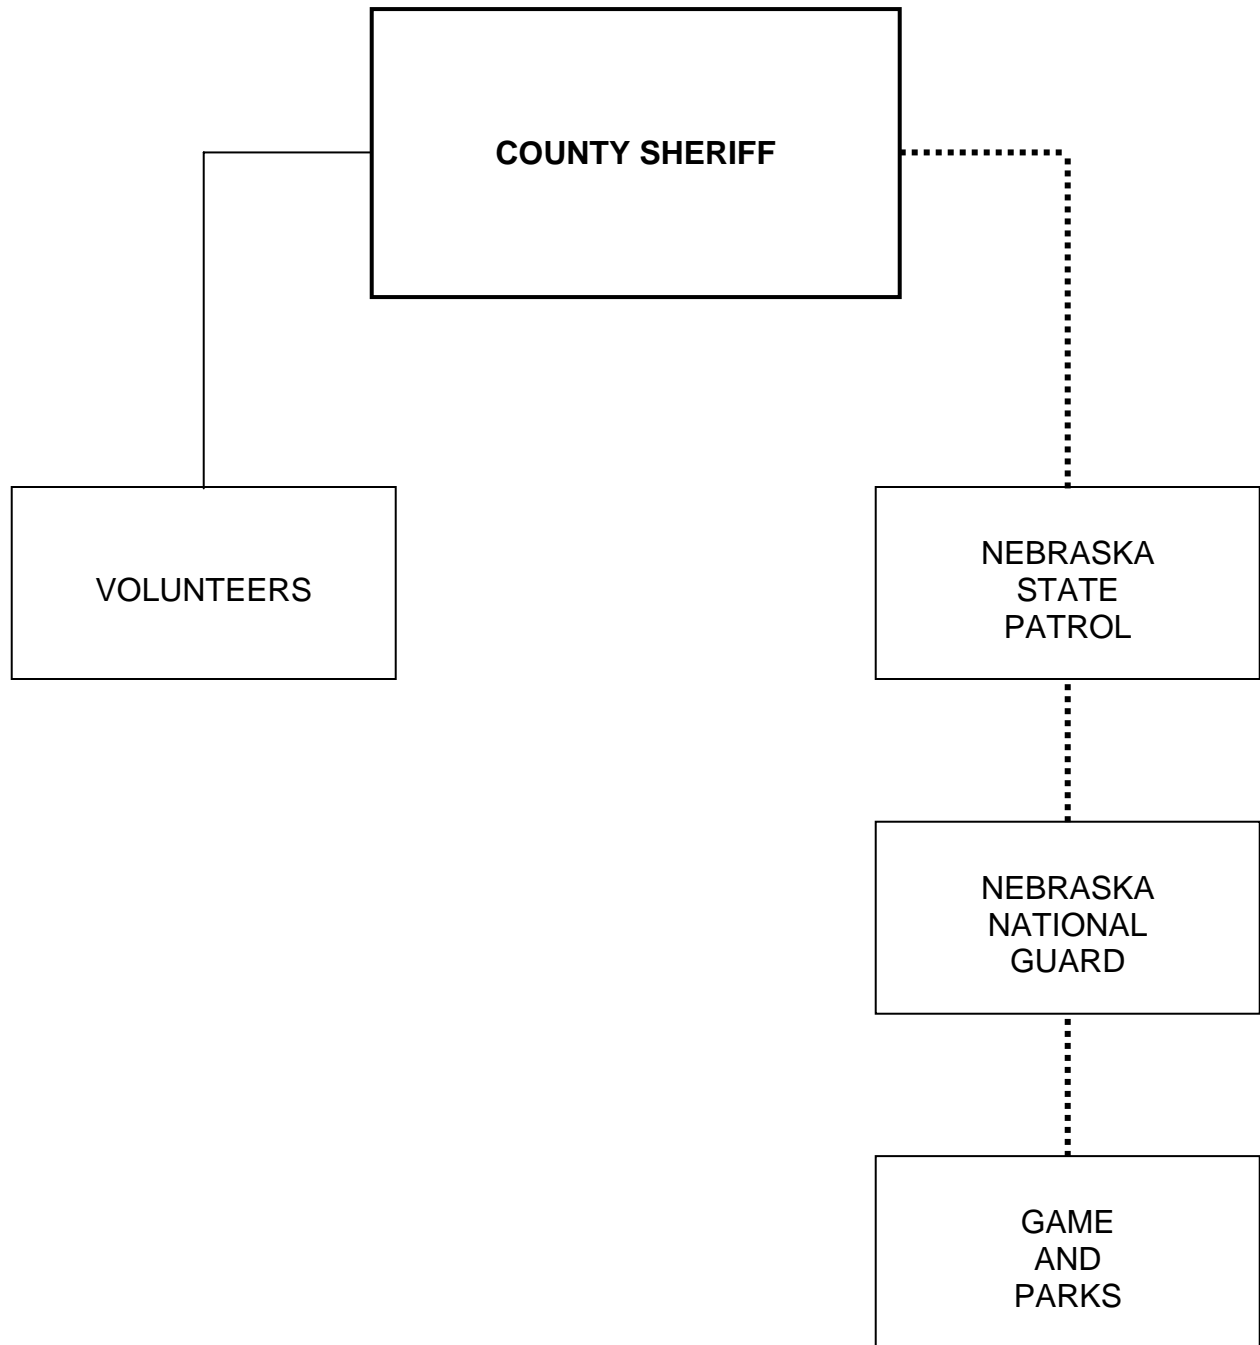 COUNTY SHERIFF
VOLUNTEERS
NEBRASKA
STATE
PATROL
NEBRASKA
NATIONAL
GUARD
GAME
AND
PARKS